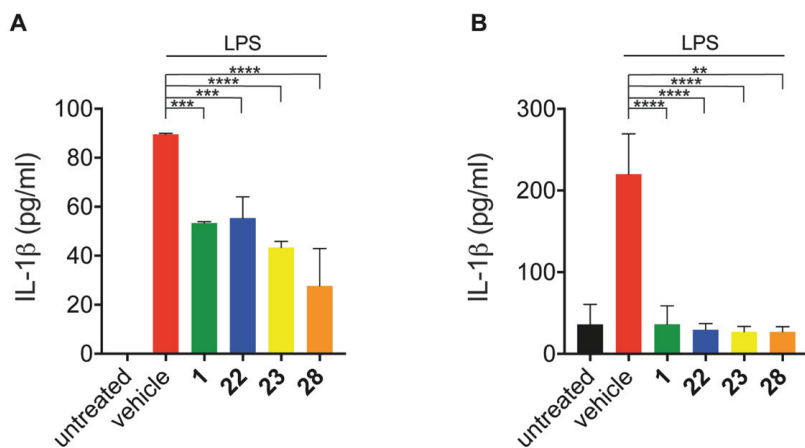 A
LPS
****
****
***
***
IL-1β (pg/ml)
100
80
60
40
20
0
untreated
vehicle
1
22
23
28
B
LPS
**
****
****
****
IL-1β (pg/ml)
300
200
100
0
untreated
vehicle
1
22
23
28